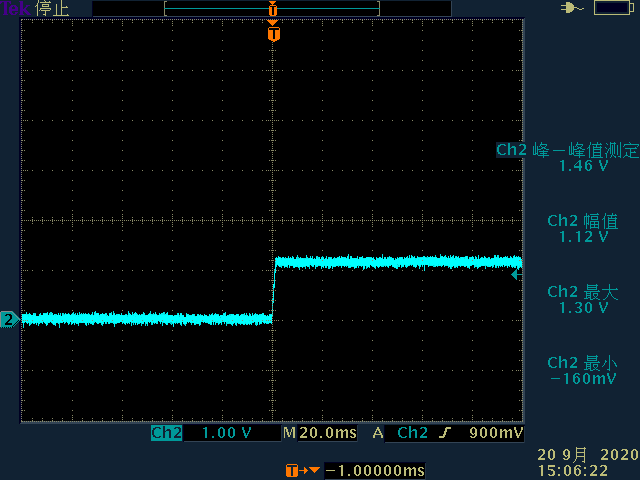 Tek 停止
T
T
Ch2 峰－峰值测定
1.46 V
Ch2 幅值
1.12 V
Ch2 最大
1.30 V
Ch2 最小
−160mV
2
Ch2 1.00 V M 20.0ms A Ch2 900mV
T −1.00000ms
20 9月 2020
15:06:22